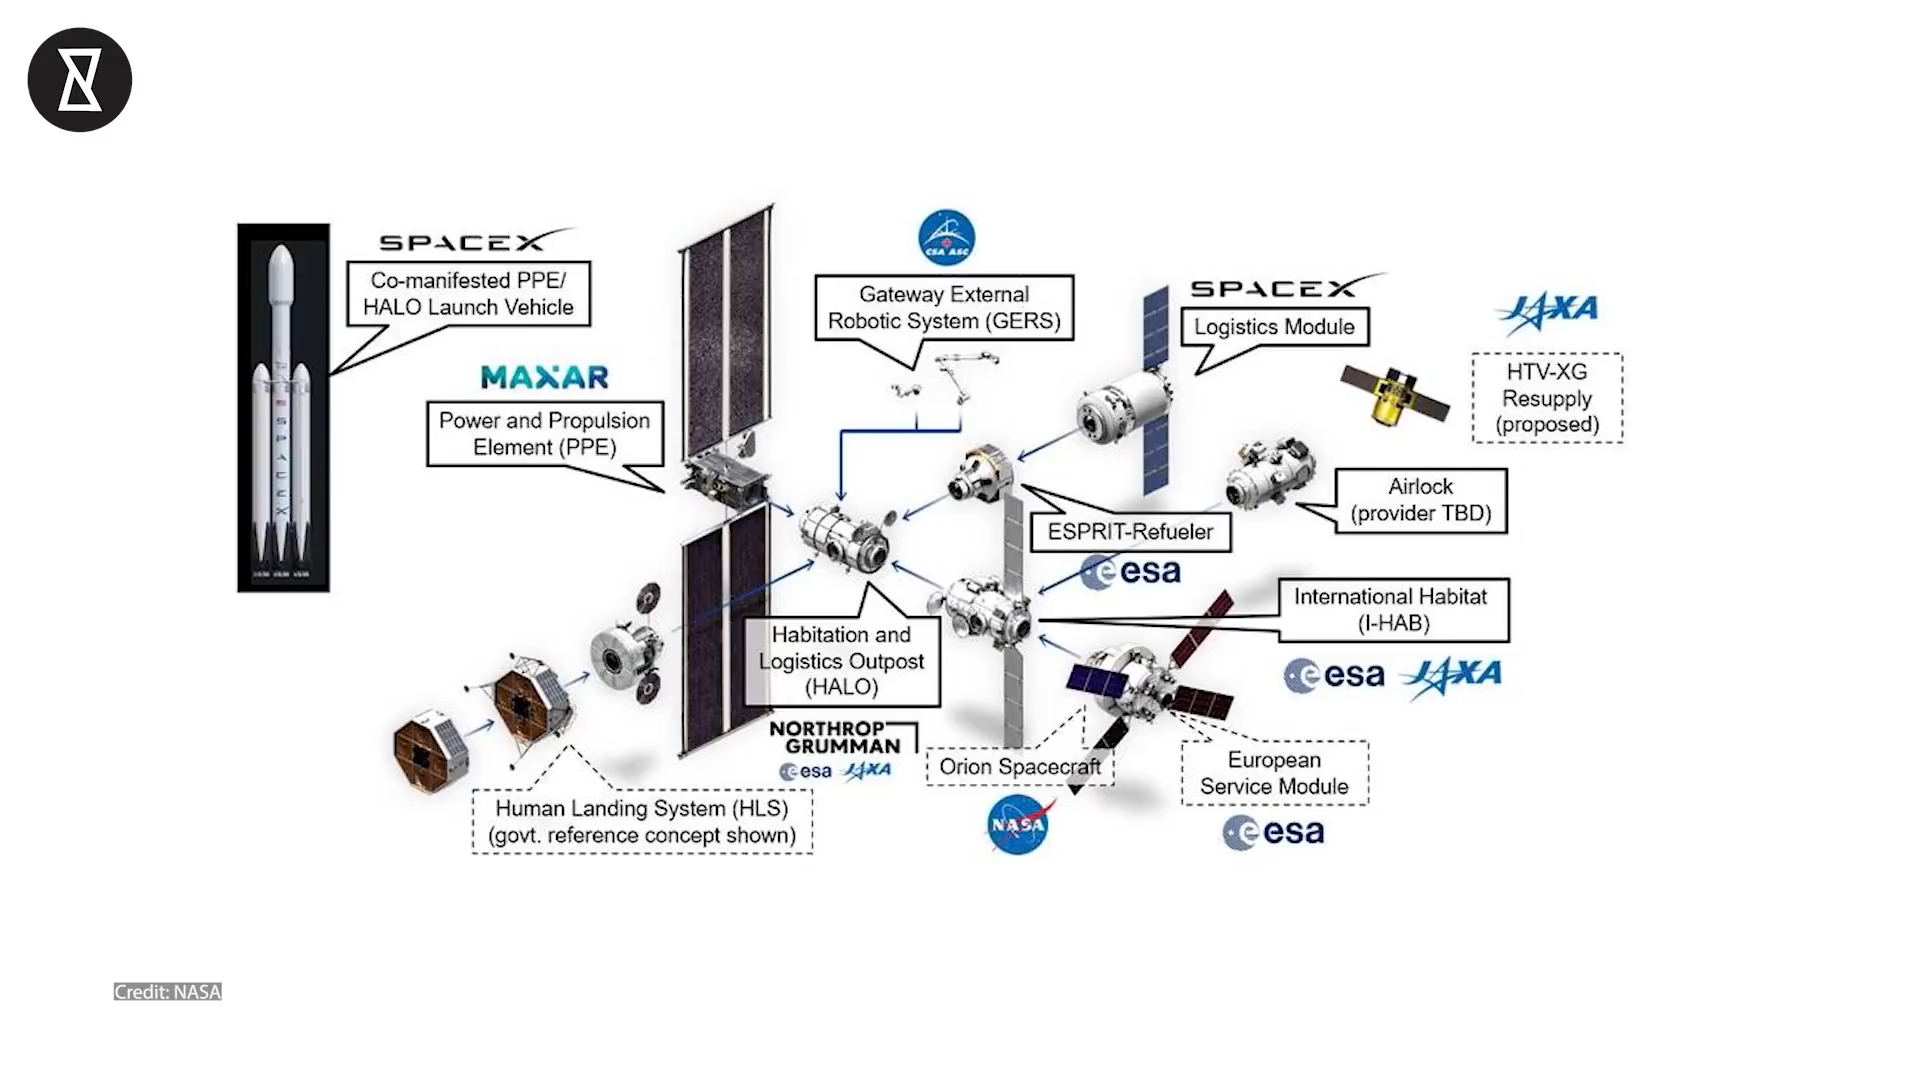 SPACEX
Co-manifested PPE/
HALO Launch Vehicle
SPACEX
MAXAR
Power and Propulsion
Element (PPE)
CSA ASC
Gateway External
Robotic System (GERS)
SPACEX
Logistics Module
JAXA
HTV-XG
Resupply
(proposed)
Airlock
(provider TBD)
ESPRIT-Refueler
esa
International Habitat
(I-HAB)
esa JAXA
Habitation and
Logistics Outpost
(HALO)
NORTHROP
GRUMMAN
esa JAXA
Orion Spacecraft
NASA
European
Service Module
esa
Human Landing System (HLS)
(govt. reference concept shown)
Credit: NASA